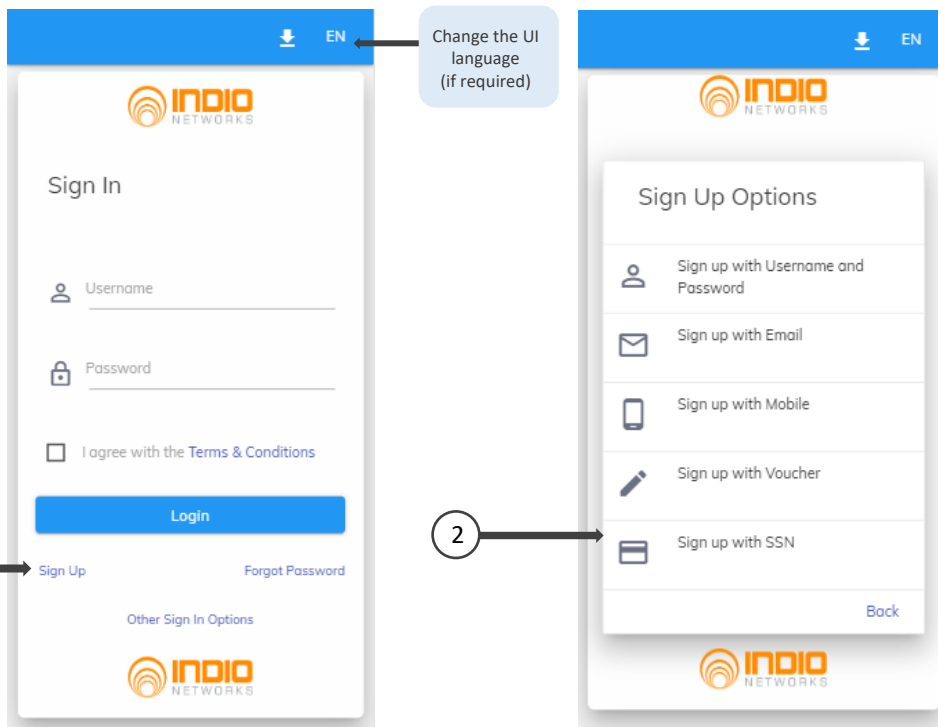 EN
INDIO
NETWORKS
Sign In
Username
Password
I agree with the Terms & Conditions
Login
Sign Up
Forgot Password
Other Sign In Options
INDIO
NETWORKS
Change the UI
language
(if required)
2
EN
INDIO
NETWORKS
Sign Up Options
Sign up with Username and
Password
Sign up with Email
Sign up with Mobile
Sign up with Voucher
Sign up with SSN
Back
INDIO
NETWORKS